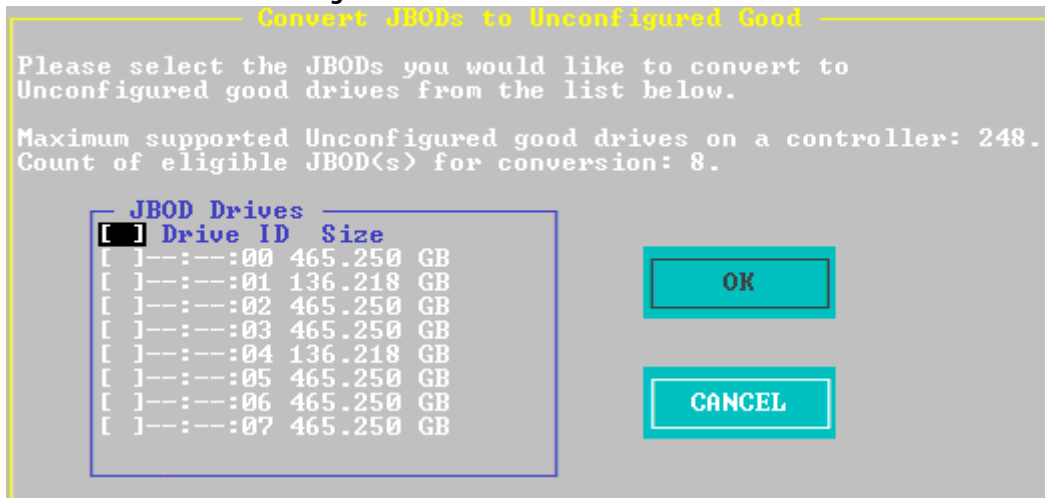 Convert JBODs to Unconfigured Good
Please select the JBODs you would like to convert to
Unconfigured good drives from the list below.
Maximum supported Unconfigured good drives on a controller: 248.
Count of eligible JBOD(s) for conversion: 8.
JBOD Drives
[ ] Drive ID Size
[ ]--:--:00 465.250 GB
[ ]--:--:01 136.218 GB
[ ]--:--:02 465.250 GB
[ ]--:--:03 465.250 GB
[ ]--:--:04 136.218 GB
[ ]--:--:05 465.250 GB
[ ]--:--:06 465.250 GB
[ ]--:--:07 465.250 GB
OK
CANCEL